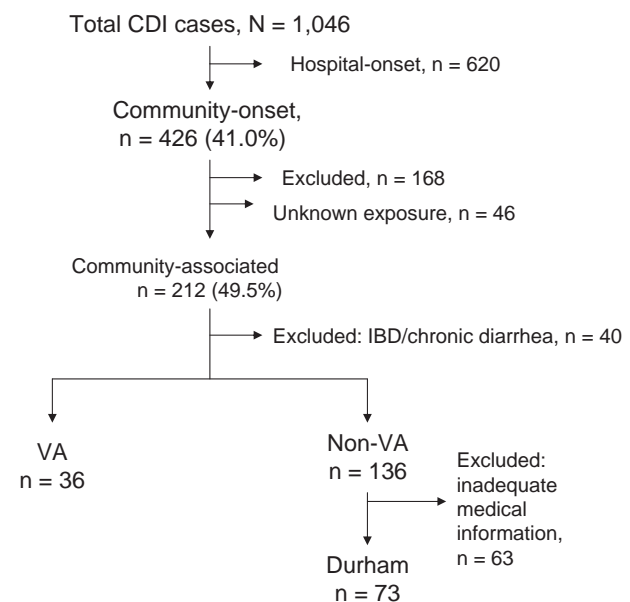 Total CDI cases, N = 1,046
Hospital-onset, n = 620
Community-onset,
n = 426 (41.0%)
Excluded, n = 168
Unknown exposure, n = 46
Community-associated
n = 212 (49.5%)
Excluded: IBD/chronic diarrhea, n = 40
VA
n = 36
Non-VA
n = 136
Excluded:
inadequate
medical
information,
n = 63
Durham
n = 73